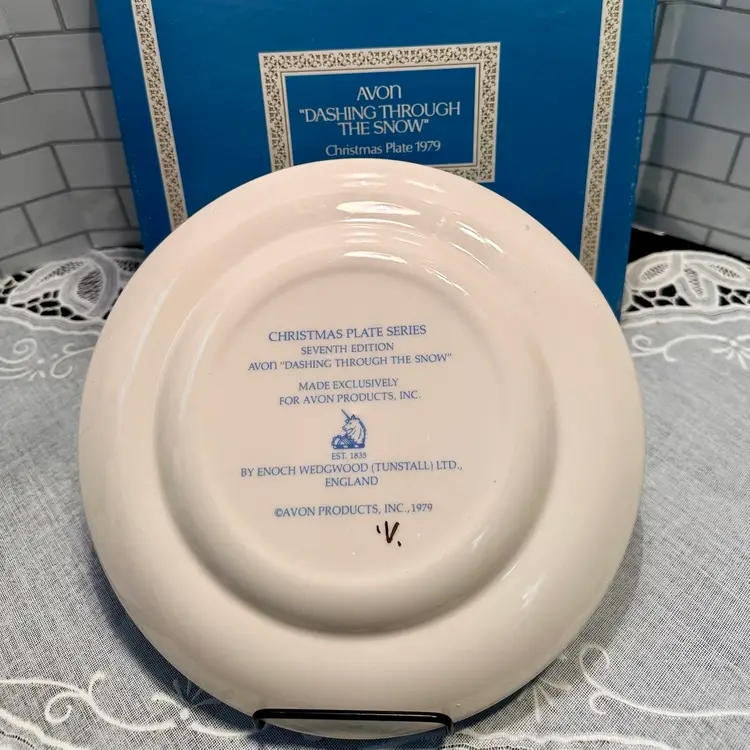 AVON
"DASHING THROUGH
THE SNOW"
Christmas Plate 1979
CHRISTMAS PLATE SERIES
SEVENTH EDITION
AVON "DASHING THROUGH THE SNOW"
MADE EXCLUSIVELY
FOR AVON PRODUCTS, INC.
EST. 1835
BY ENOCH WEDGWOOD (TUNSTALL) LTD.,
ENGLAND
©AVON PRODUCTS, INC., 1979
'V.